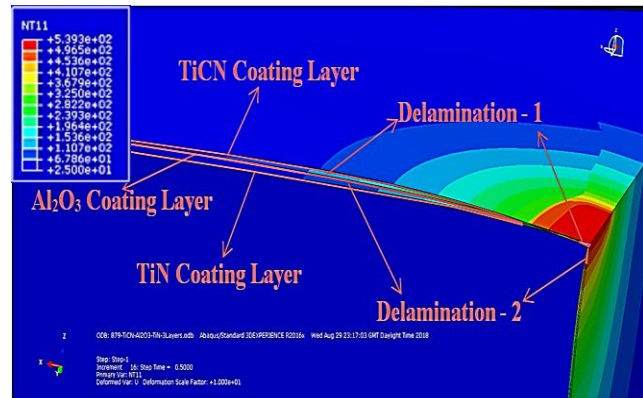 NT11
+5.393e+02
+4.965e+02
+4.536e+02
+4.107e+02
+3.679e+02
+3.250e+02
+2.822e+02
+2.393e+02
+1.964e+02
+1.536e+02
+1.107e+02
+6.786e+01
+2.500e+01
TiCN Coating Layer
Delamination - 1
Al₂O₃ Coating Layer
TiN Coating Layer
Delamination - 2
Z
X
Y
ODB: 879-TiCN-Al2O3-TiN-3Layers.odb Abaqus/Standard 3DEXPERIENCE R2016x Wed Aug 29 23:17:03 GMT Daylight Time 2018
Step: Step-1
Increment 16: Step Time = 0.5000
Primary Var: NT11
Deformed Var: U Deformation Scale Factor: +1.000e+01